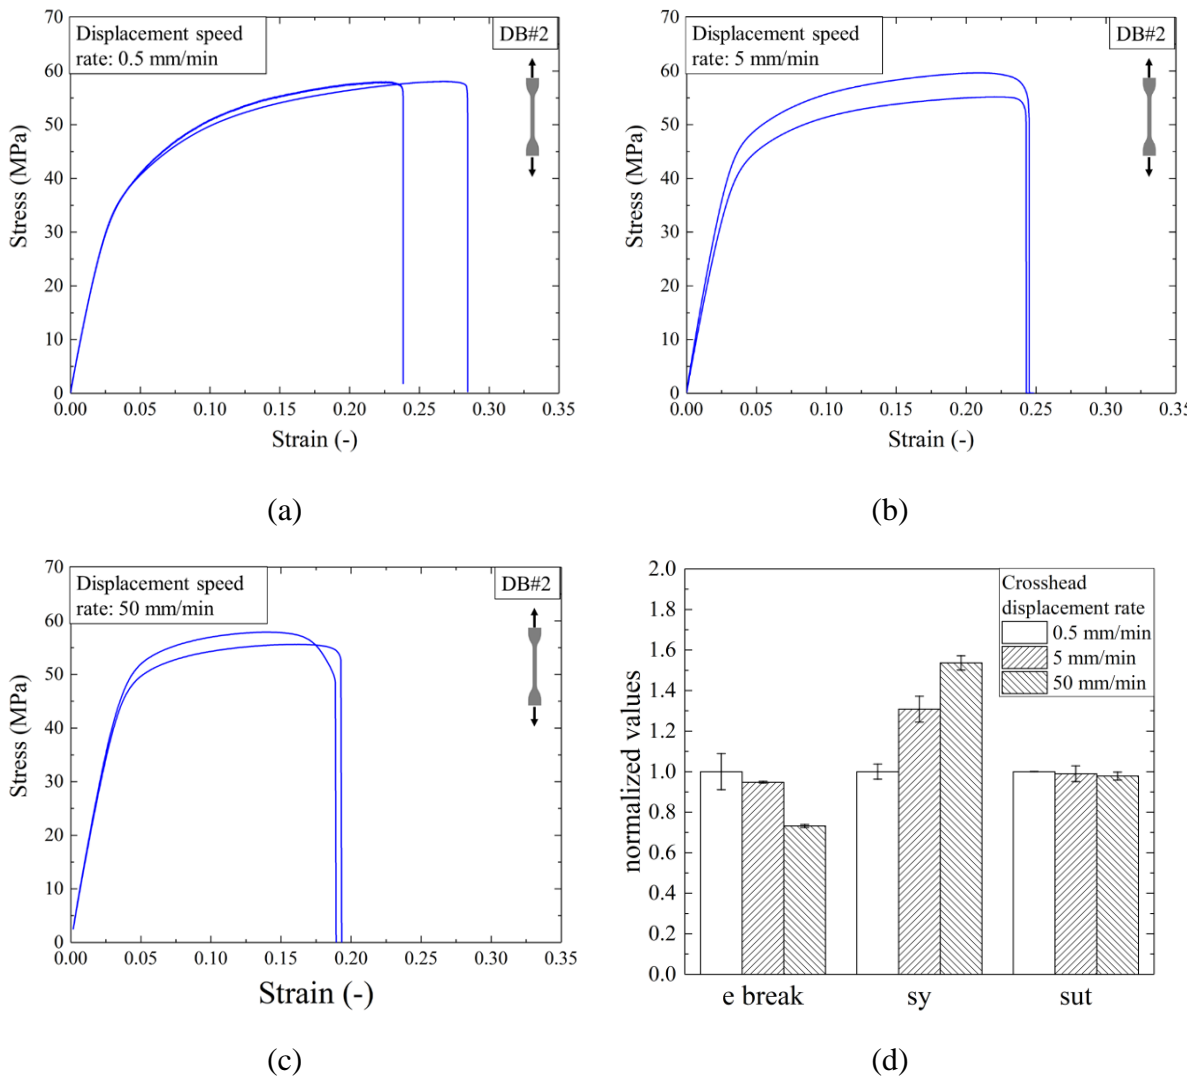 Displacement speed
rate: 0.5 mm/min
DB#2
70
60
50
40
30
20
10
0
Stress (MPa)
0.00 0.05 0.10 0.15 0.20 0.25 0.30 0.35
Strain (-)
(a)
Displacement speed
rate: 5 mm/min
DB#2
70
60
50
40
30
20
10
0
Stress (MPa)
0.00 0.05 0.10 0.15 0.20 0.25 0.30 0.35
Strain (-)
(b)
Displacement speed
rate: 50 mm/min
DB#2
70
60
50
40
30
20
10
0
Stress (MPa)
0.00 0.05 0.10 0.15 0.20 0.25 0.30 0.35
Strain (-)
(c)
Crosshead
displacement rate
0.5 mm/min
5 mm/min
50 mm/min
2.0
1.8
1.6
1.4
1.2
1.0
0.8
0.6
0.4
0.2
0.0
normalized values
e break sy sut
(d)